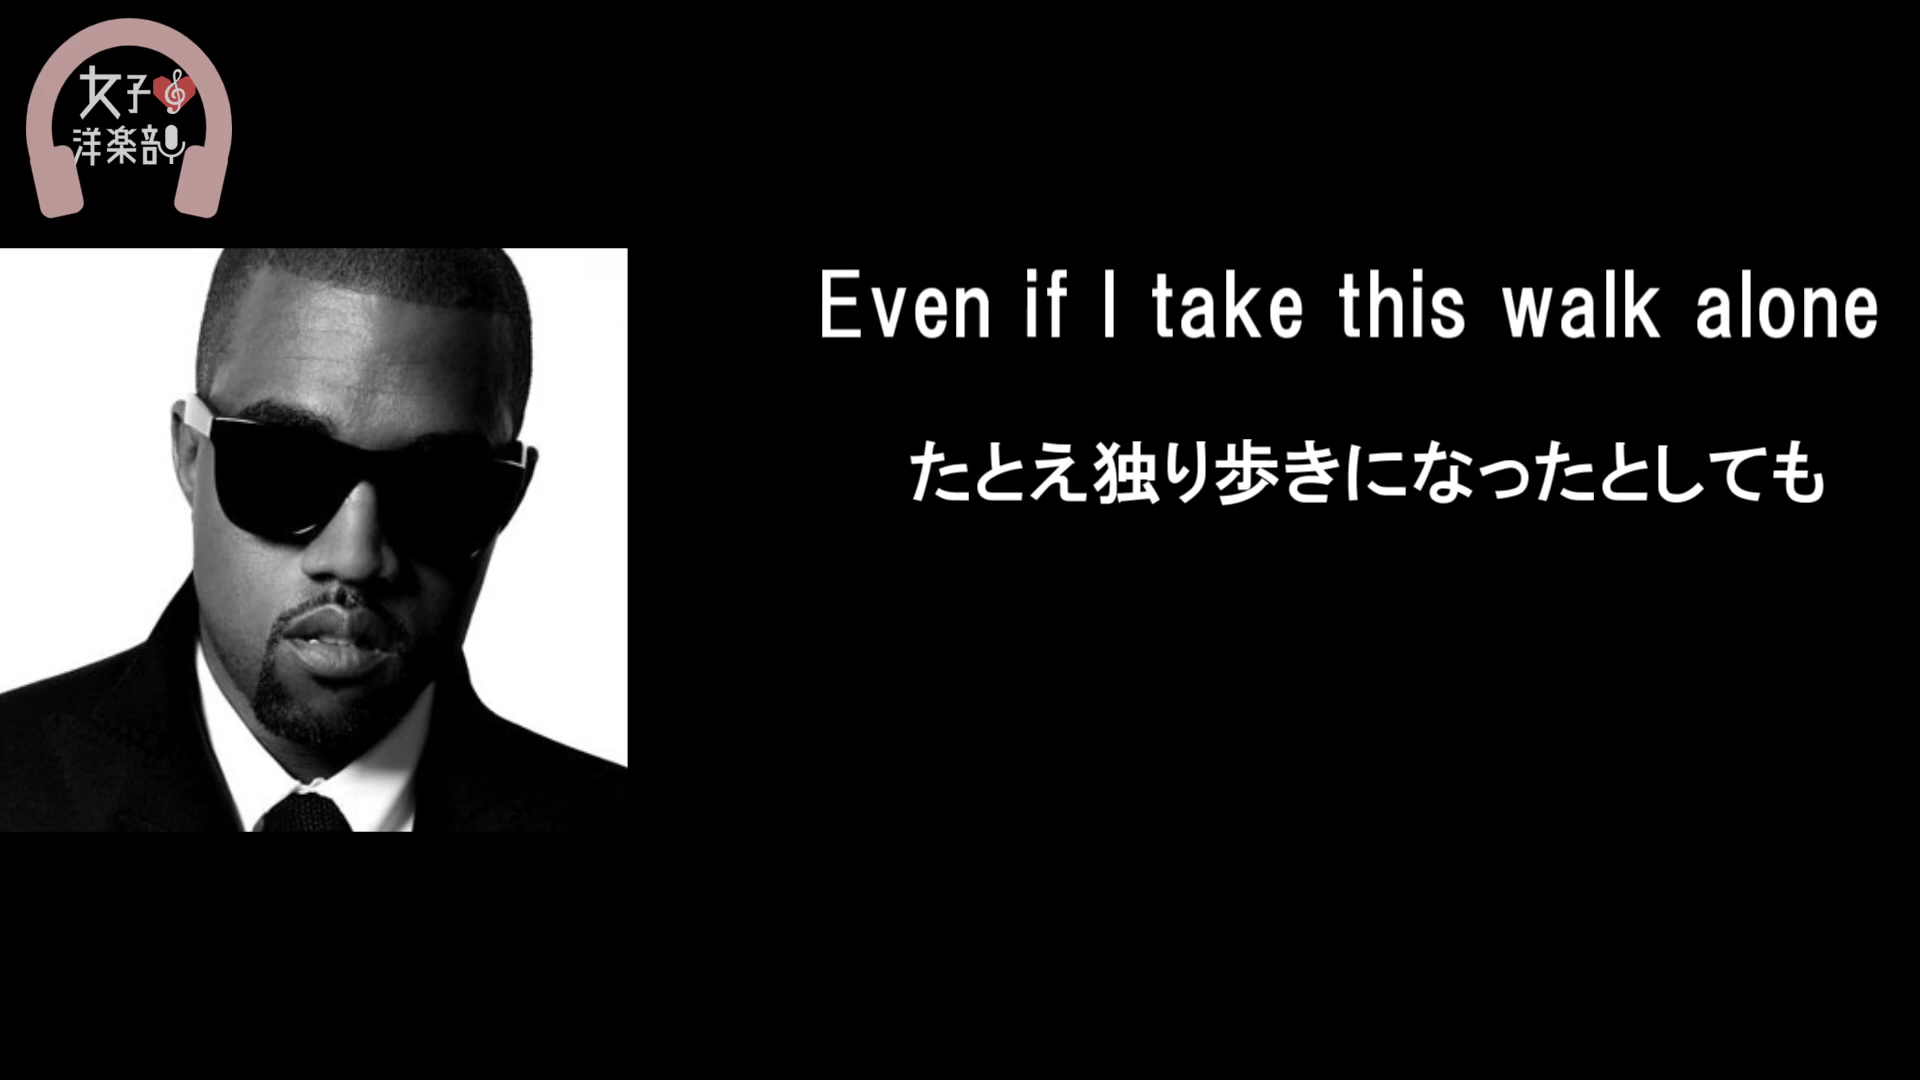 女子
洋楽部
Even if I take this walk alone
たとえ独り歩きになったとしても